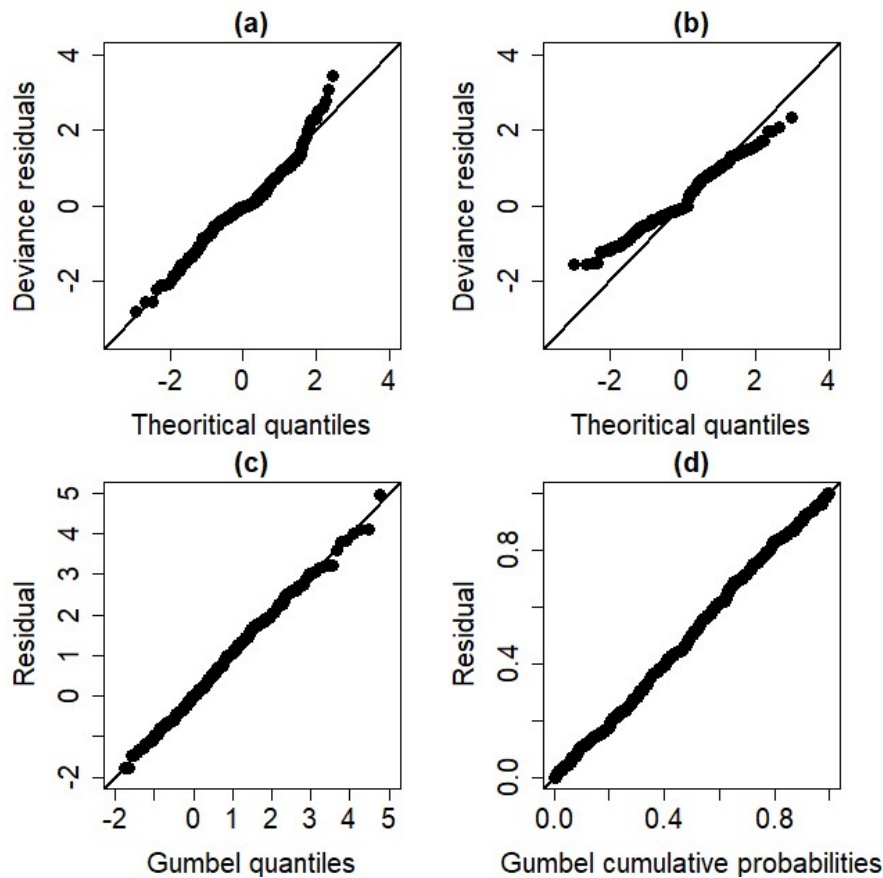 (a)
Deviance residuals
4
2
0
-2
-2 0 2 4
Theoritical quantiles
(b)
Deviance residuals
4
2
0
-2
-2 0 2 4
Theoritical quantiles
(c)
Residual
5
4
3
2
1
0
-2
-2 0 1 2 3 4 5
Gumbel quantiles
(d)
Residual
0.8
0.4
0.0
0.0 0.4 0.8
Gumbel cumulative probabilities